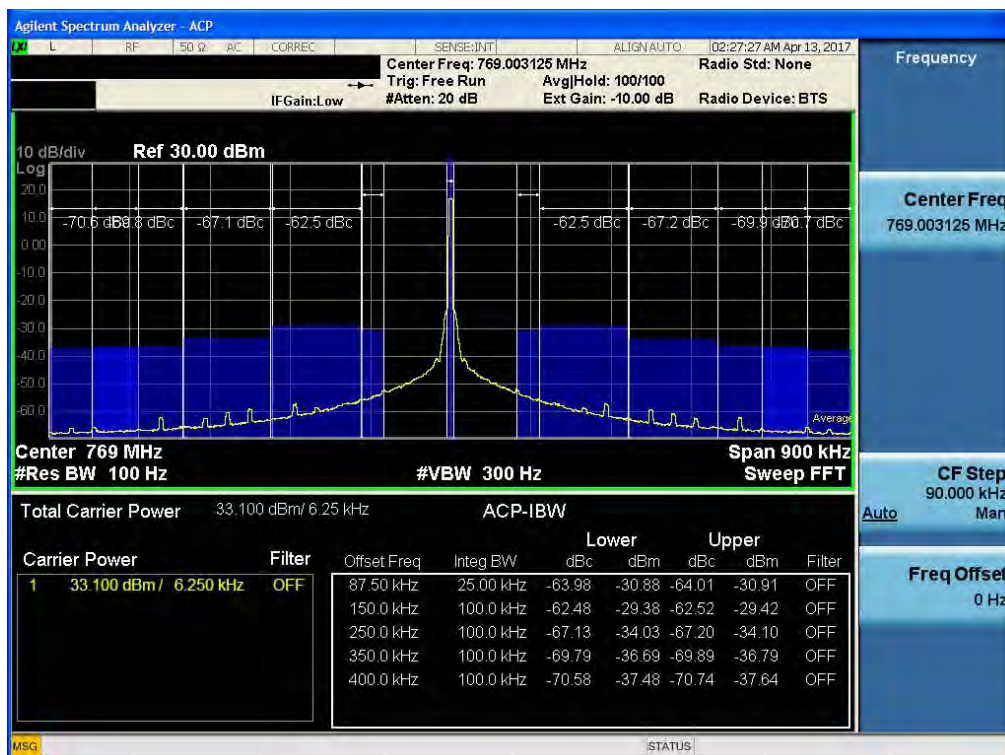 Agilent Spectrum Analyzer - ACP
LXI L RF 50 Ω AC CORREC SENSE:INT ALIGN AUTO 02:27:27 AM Apr 13, 2017
Center Freq: 769.003125 MHz Radio Std: None
Trig: Free Run Avg|Hold: 100/100
IFGain:Low #Atten: 20 dB Ext Gain: -10.00 dB Radio Device: BTS
Frequency
10 dB/div Ref 30.00 dBm
Log
20.0
10.0
0.00
-10.0
-20.0
-30.0
-40.0
-50.0
-60.0
-70.6 -67.1 dBc -62.5 dBc -62.5 dBc -67.2 dBc -69.9
Average
Center 769 MHz Span 900 kHz
#Res BW 100 Hz #VBW 300 Hz Sweep FFT
Center Freq
769.003125 MHz
CF Step
90.000 kHz
Auto Man
Freq Offset
0 Hz
Total Carrier Power 33.100 dBm/ 6.25 kHz ACP-IBW
Lower Upper
Carrier Power Filter Offset Freq Integ BW dBc dBm dBc dBm Filter
1 33.100 dBm / 6.250 kHz OFF 87.50 kHz 25.00 kHz -63.98 -30.88 -64.01 -30.91 OFF
150.0 kHz 100.0 kHz -62.48 -29.38 -62.52 -29.42 OFF
250.0 kHz 100.0 kHz -67.13 -34.03 -67.20 -34.10 OFF
350.0 kHz 100.0 kHz -69.79 -36.69 -69.89 -36.79 OFF
400.0 kHz 100.0 kHz -70.58 -37.48 -70.74 -37.64 OFF
MSG STATUS